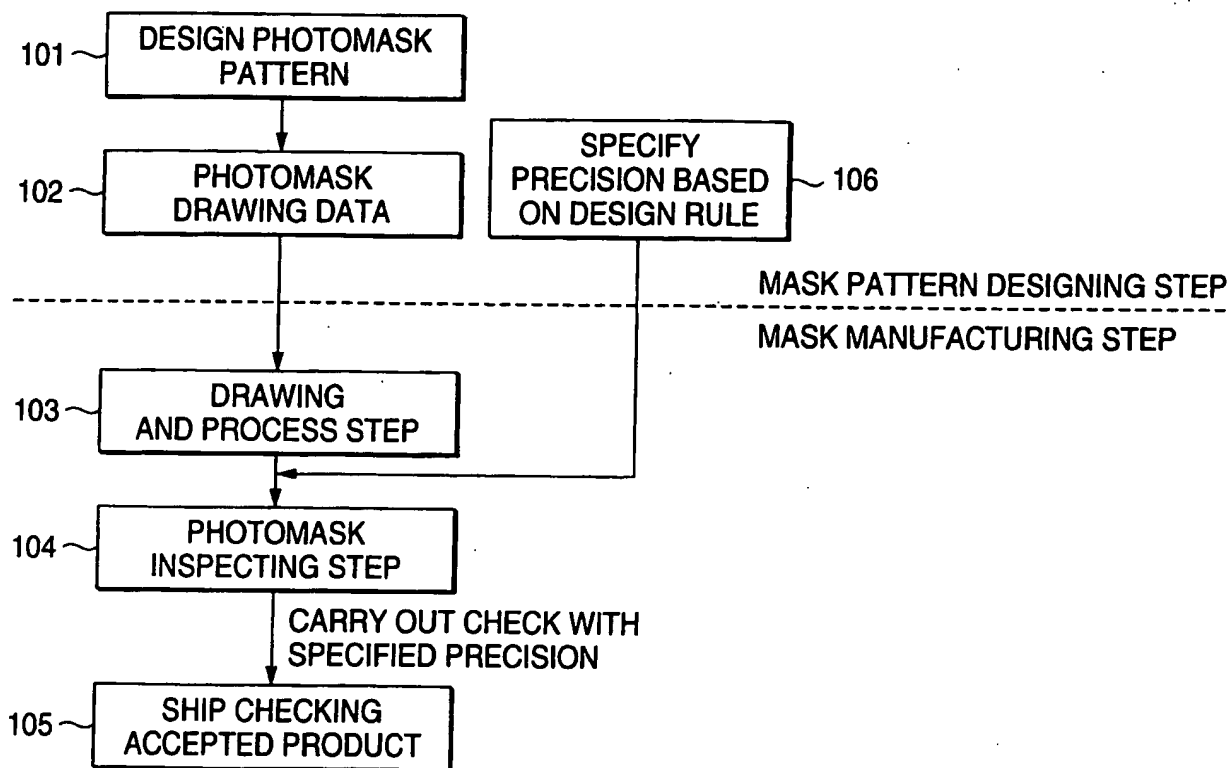 101
DESIGN PHOTOMASK
PATTERN
102
PHOTOMASK
DRAWING DATA
SPECIFY
PRECISION BASED
ON DESIGN RULE
106
MASK PATTERN DESIGNING STEP
MASK MANUFACTURING STEP
103
DRAWING
AND PROCESS STEP
104
PHOTOMASK
INSPECTING STEP
CARRY OUT CHECK WITH
SPECIFIED PRECISION
105
SHIP CHECKING
ACCEPTED PRODUCT